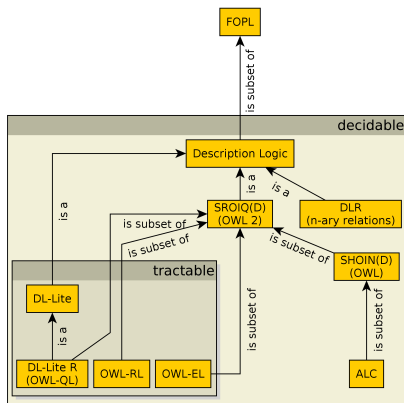 FOPL
is subset of
decidable
Description Logic
is a
is a
is a
SROIQ(D)
(OWL 2)
DLR
(n-ary relations)
is subset of
is subset of
is subset of
SHOIN(D)
(OWL)
tractable
DL-Lite
is subset of
is a
is subset of
DL-Lite R
(OWL-QL)
OWL-RL
OWL-EL
ALC